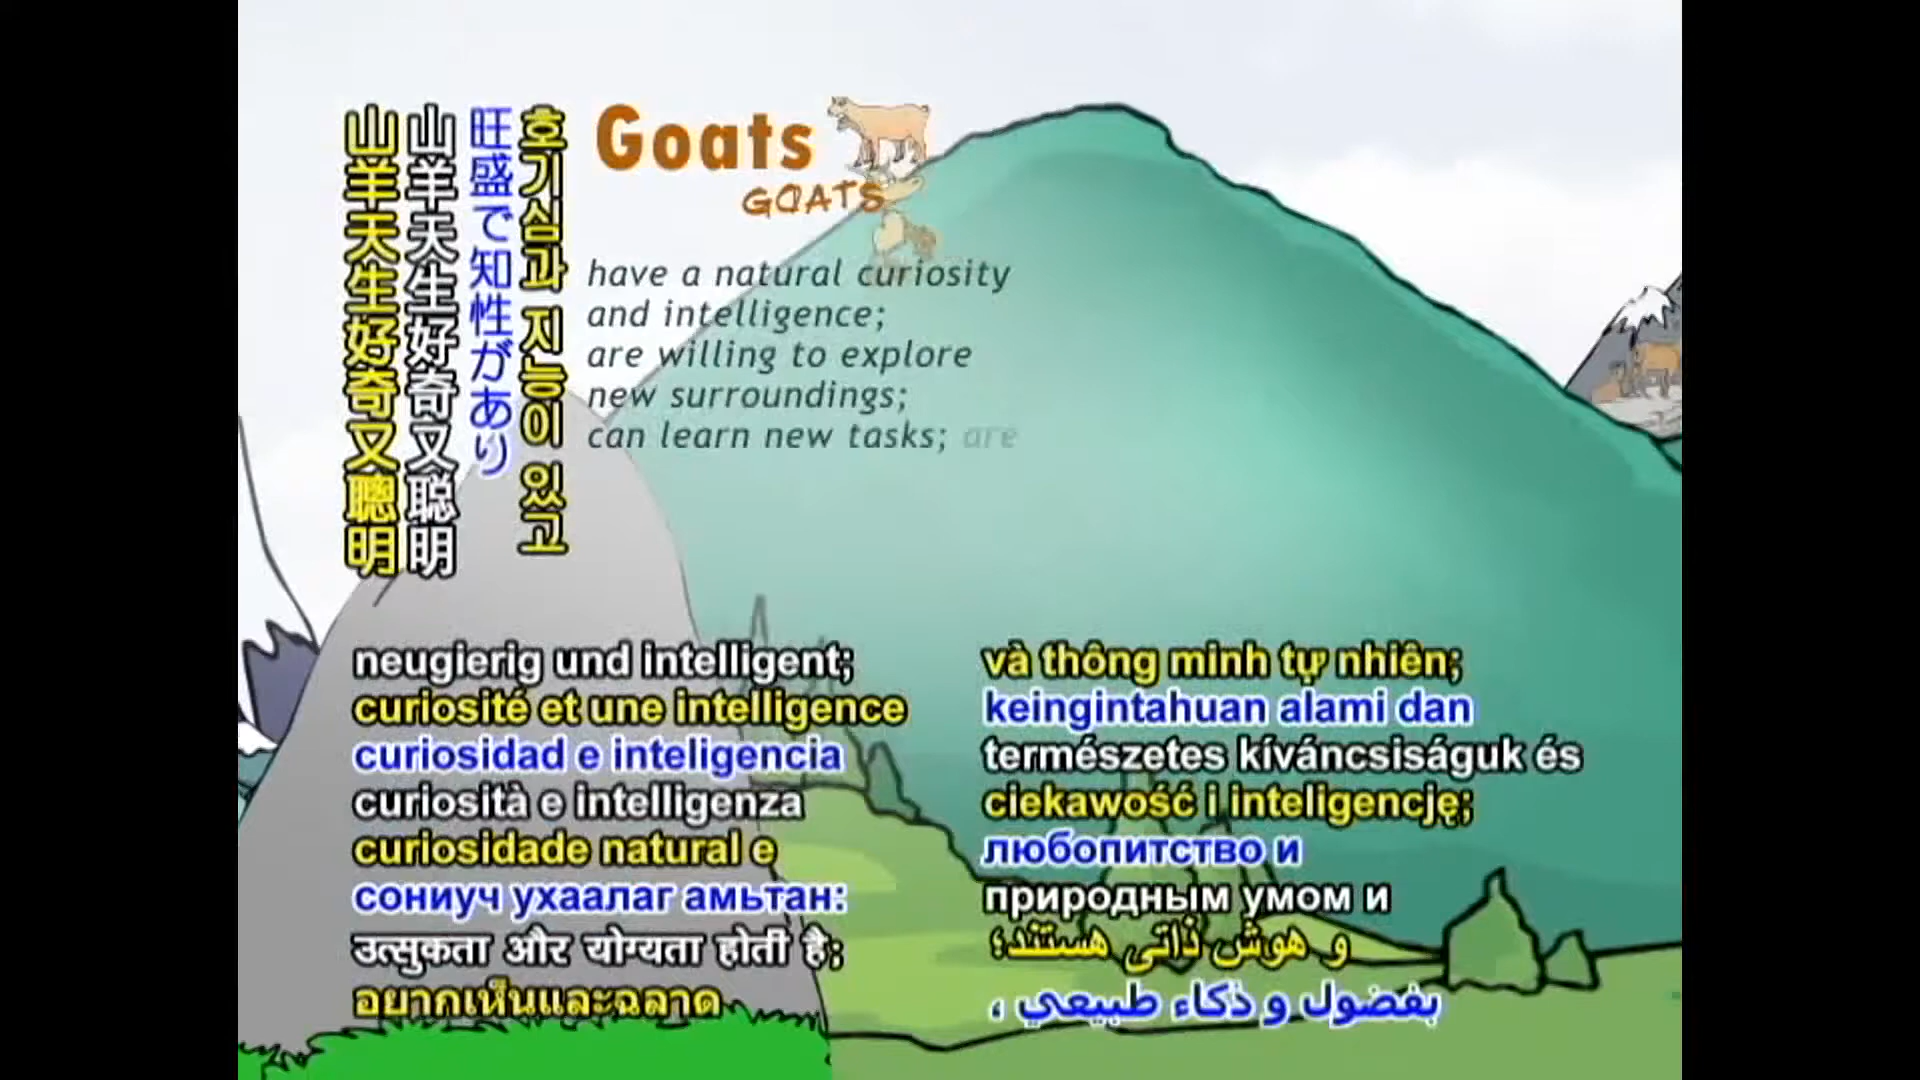 山羊天生好奇又聰明
山羊天生好奇又聪明
旺盛で知性があり
호기심과 지능이 있고
Goats
GOATS
have a natural curiosity
and intelligence;
are willing to explore
new surroundings;
can learn new tasks; are
neugierig und intelligent;
curiosité et une intelligence
curiosidad e inteligencia
curiosità e intelligenza
curiosidade natural e
сониуч ухаалаг амьтан:
उत्सुकता और योग्यता होती है;
อยากเห็นและฉลาด
và thông minh tự nhiên;
keingintahuan alami dan
természetes kíváncsiságuk és
ciekawość i inteligencję;
любопитство и
природным умом и
و هوش ذاتی هستند؛
بفضول و ذكاء طبيعي ،